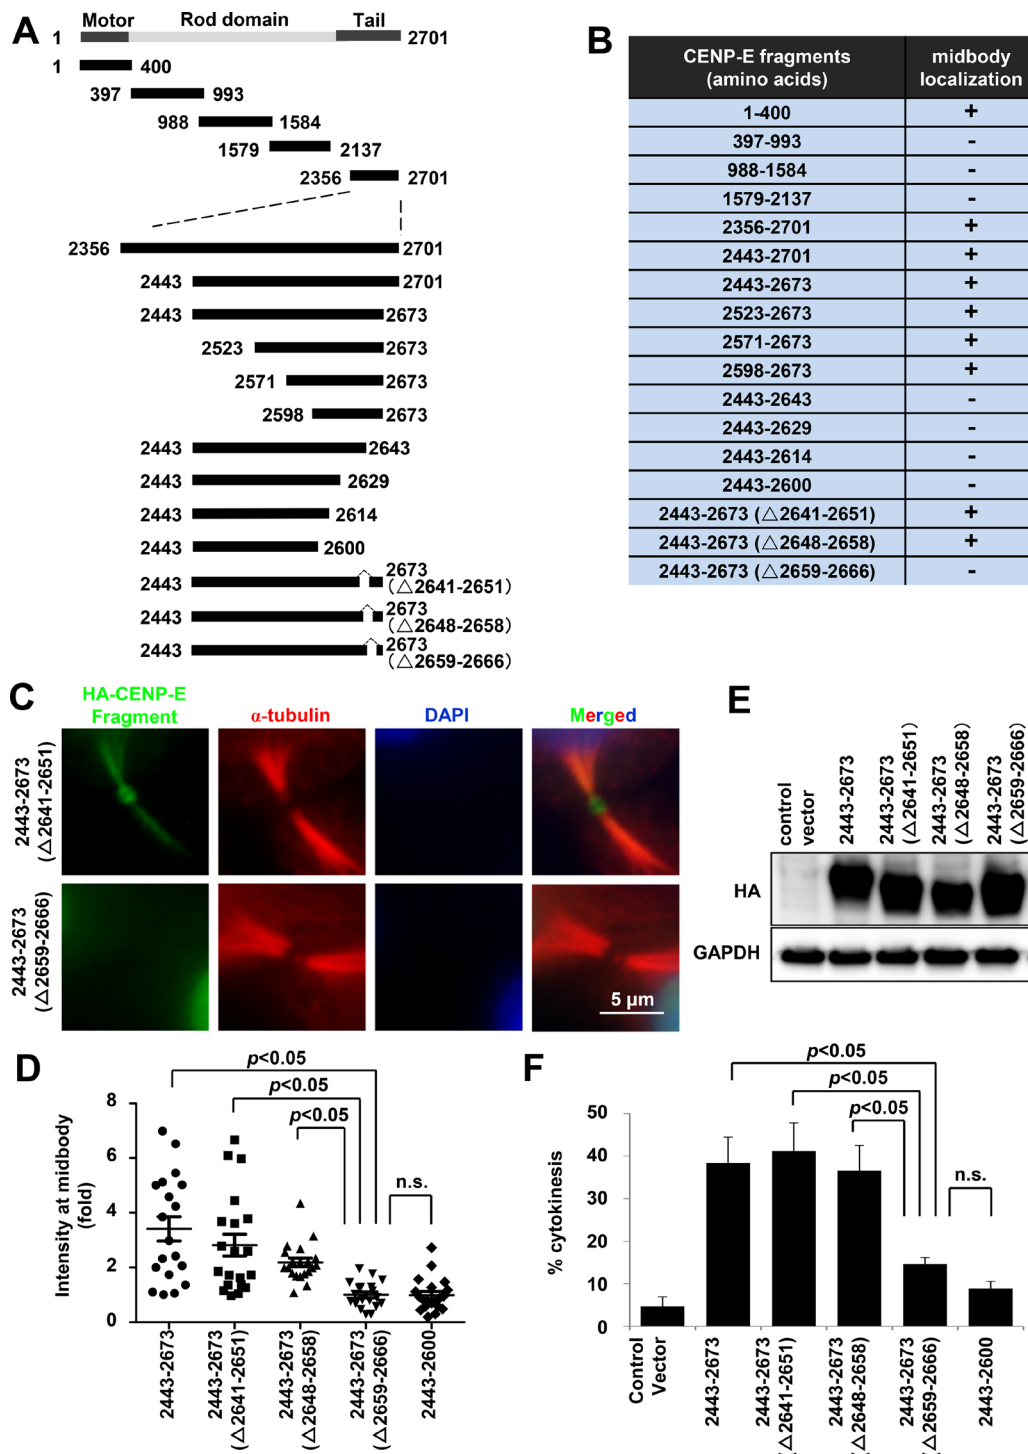 A
Motor Rod domain Tail
1 2701
1 400
397 993
988 1584
1579 2137
2356 2701
2356 2701
2443 2701
2443 2673
2523 2673
2571 2673
2598 2673
2443 2643
2443 2629
2443 2614
2443 2600
2443 2673
(△2641-2651)
2443 2673
(△2648-2658)
2443 2673
(△2659-2666)
B
CENP-E fragments
(amino acids)
midbody
localization
1-400 +
397-993 -
988-1584 -
1579-2137 -
2356-2701 +
2443-2701 +
2443-2673 +
2523-2673 +
2571-2673 +
2598-2673 +
2443-2643 -
2443-2629 -
2443-2614 -
2443-2600 -
2443-2673 (△2641-2651) +
2443-2673 (△2648-2658) +
2443-2673 (△2659-2666) -
C
HA-CENP-E
Fragment
α-tubulin
DAPI
Merged
2443-2673
(△2641-2651)
2443-2673
(△2659-2666)
5 µm
E
control
vector
2443-2673
2443-2673
(△2641-2651)
2443-2673
(△2648-2658)
2443-2673
(△2659-2666)
HA
GAPDH
D
p<0.05
p<0.05
p<0.05
n.s.
Intensity at midbody
(fold)
8
6
4
2
0
2443-2673
2443-2673
(△2641-2651)
2443-2673
(△2648-2658)
2443-2673
(△2659-2666)
2443-2600
F
p<0.05
p<0.05
p<0.05
n.s.
% cytokinesis
50
40
30
20
10
0
Control
Vector
2443-2673
2443-2673
(△2641-2651)
2443-2673
(△2648-2658)
2443-2673
(△2659-2666)
2443-2600